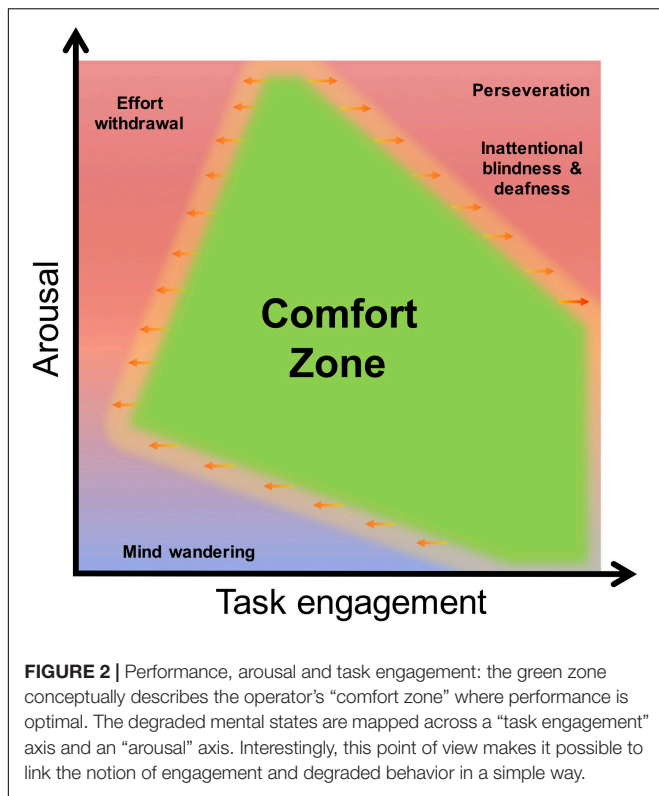 Effort
withdrawal
Perseveration
Inattentional
blindness &
deafness
Arousal
Comfort
Zone
Mind wandering
Task engagement
FIGURE 2 | Performance, arousal and task engagement: the green zone
conceptually describes the operator's “comfort zone” where performance is
optimal. The degraded mental states are mapped across a “task engagement”
axis and an “arousal” axis. Interestingly, this point of view makes it possible to
link the notion of engagement and degraded behavior in a simple way.